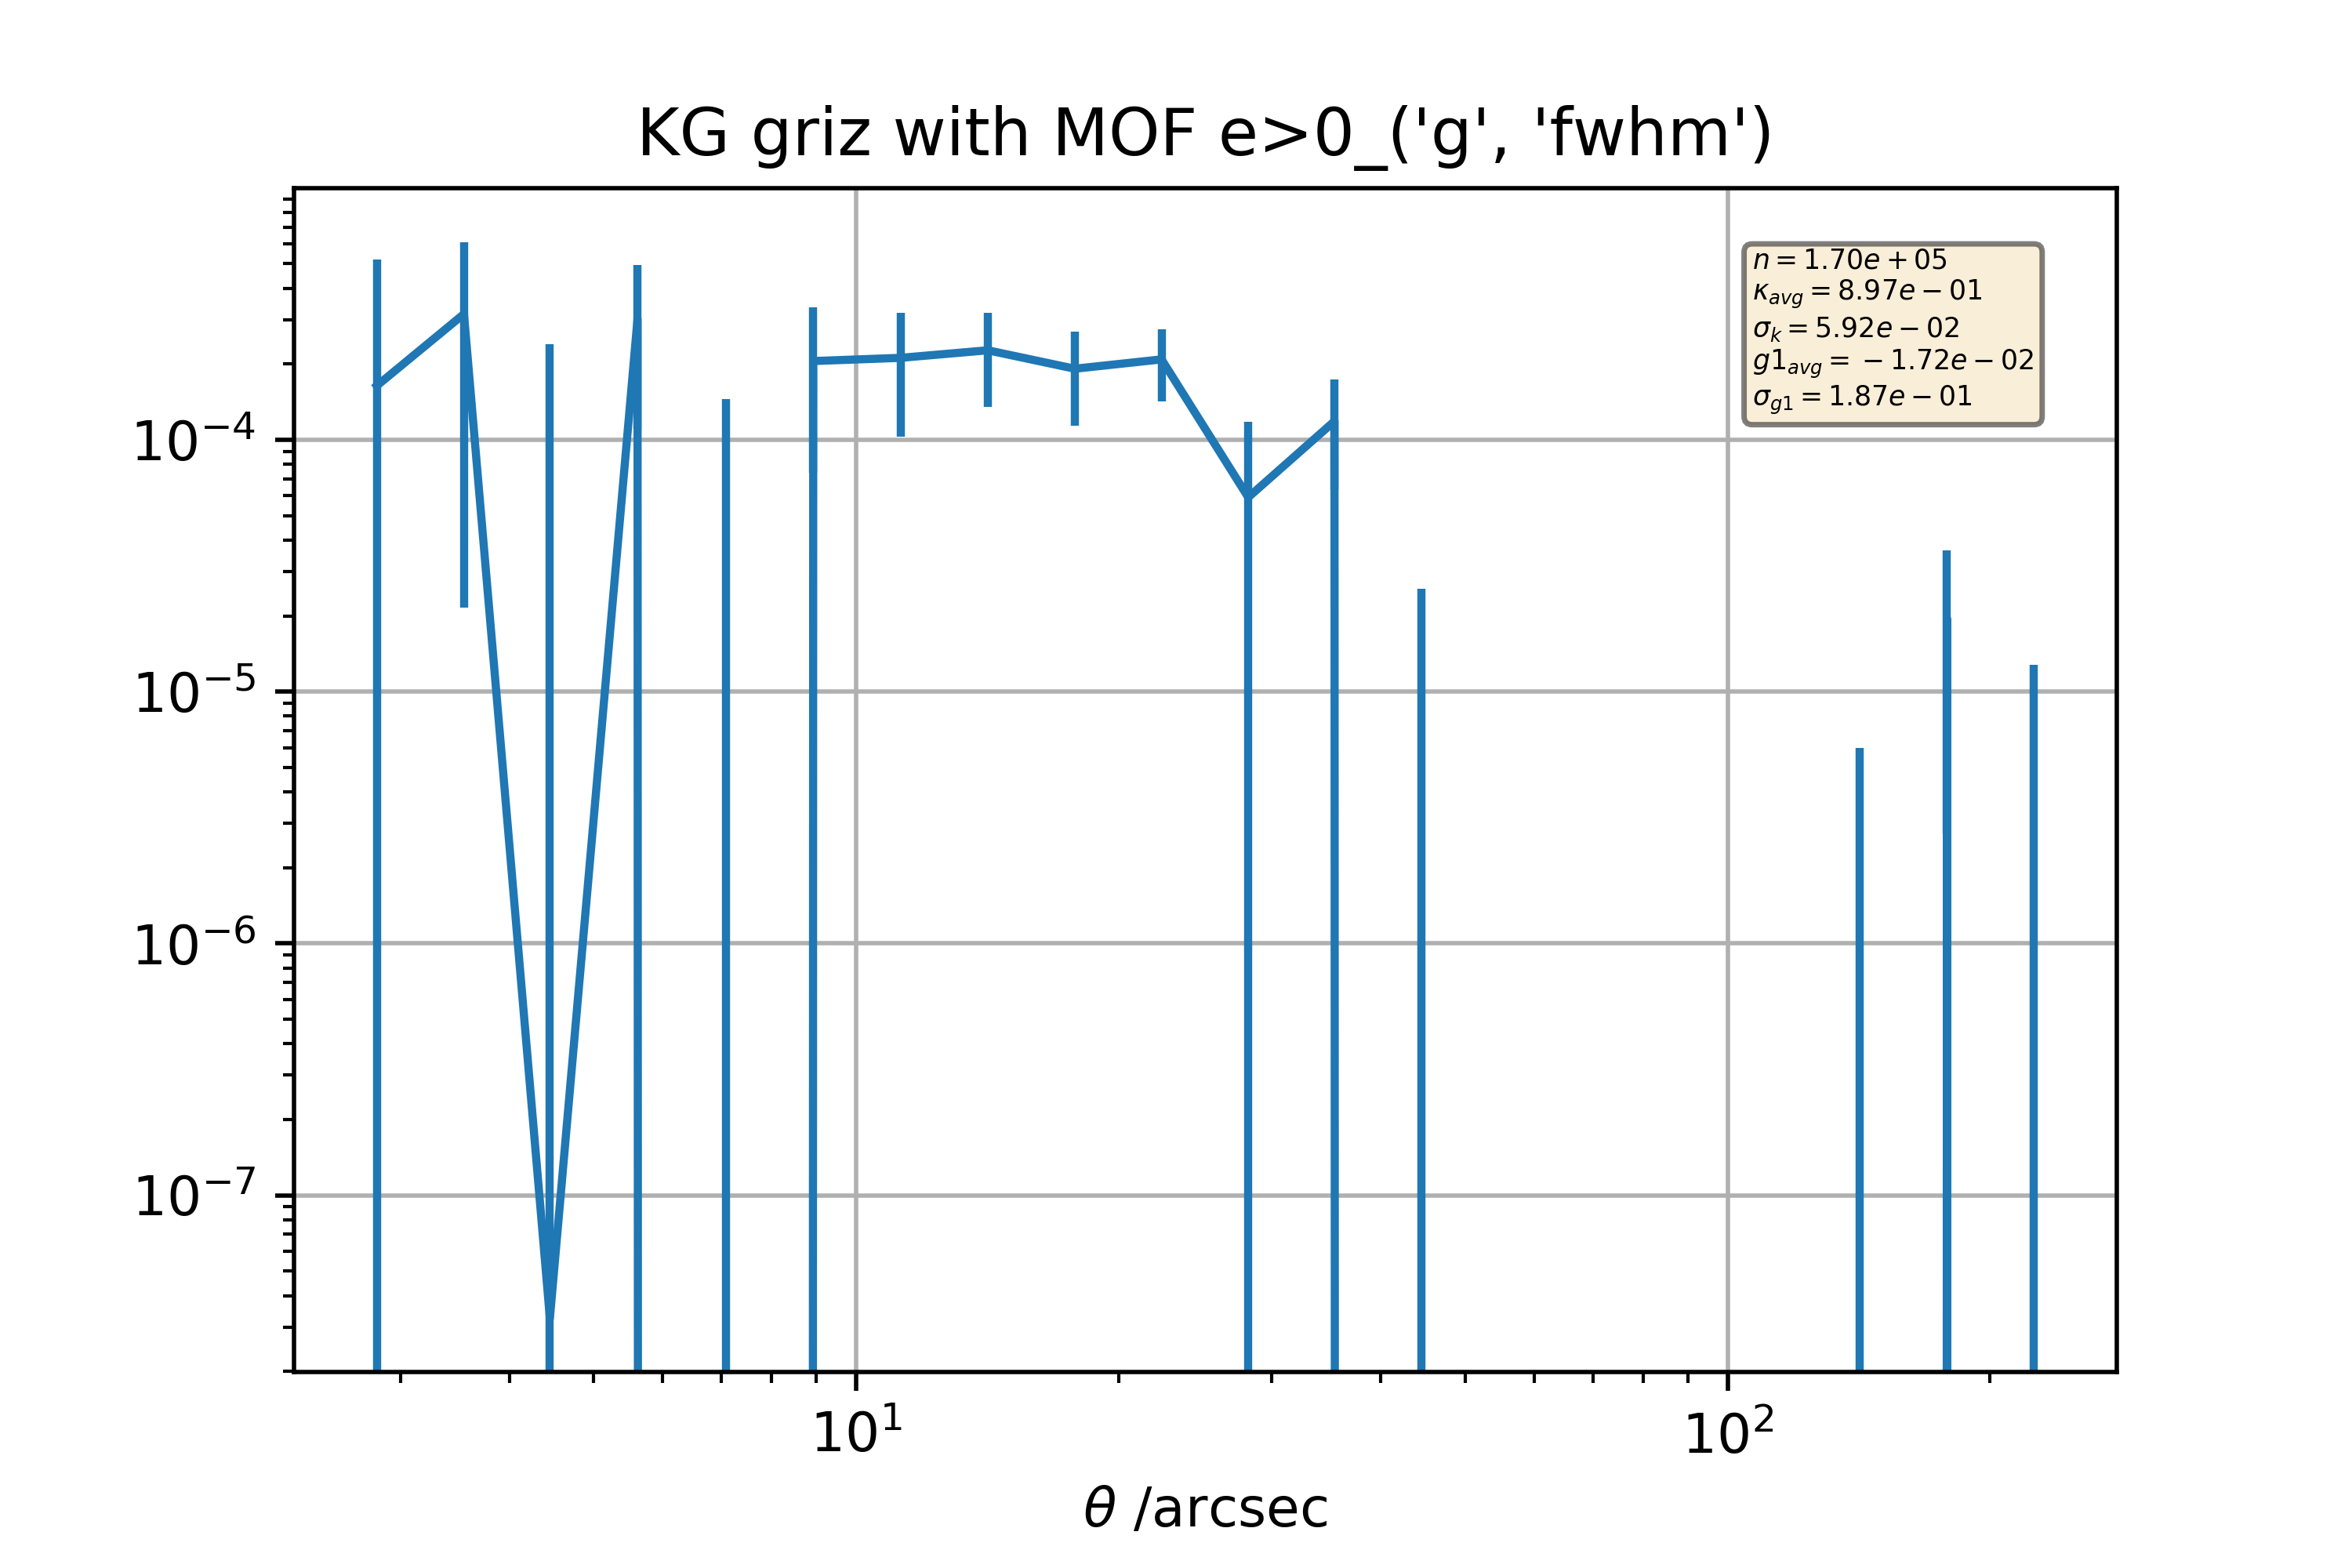 KG griz with MOF e>0_('g', 'fwhm')
n = 1.70e + 05
κavg = 8.97e − 01
σk = 5.92e − 02
g1avg = −1.72e − 02
σg1 = 1.87e − 01
10⁻⁴
10⁻⁵
10⁻⁶
10⁻⁷
10¹ 10²
θ /arcsec